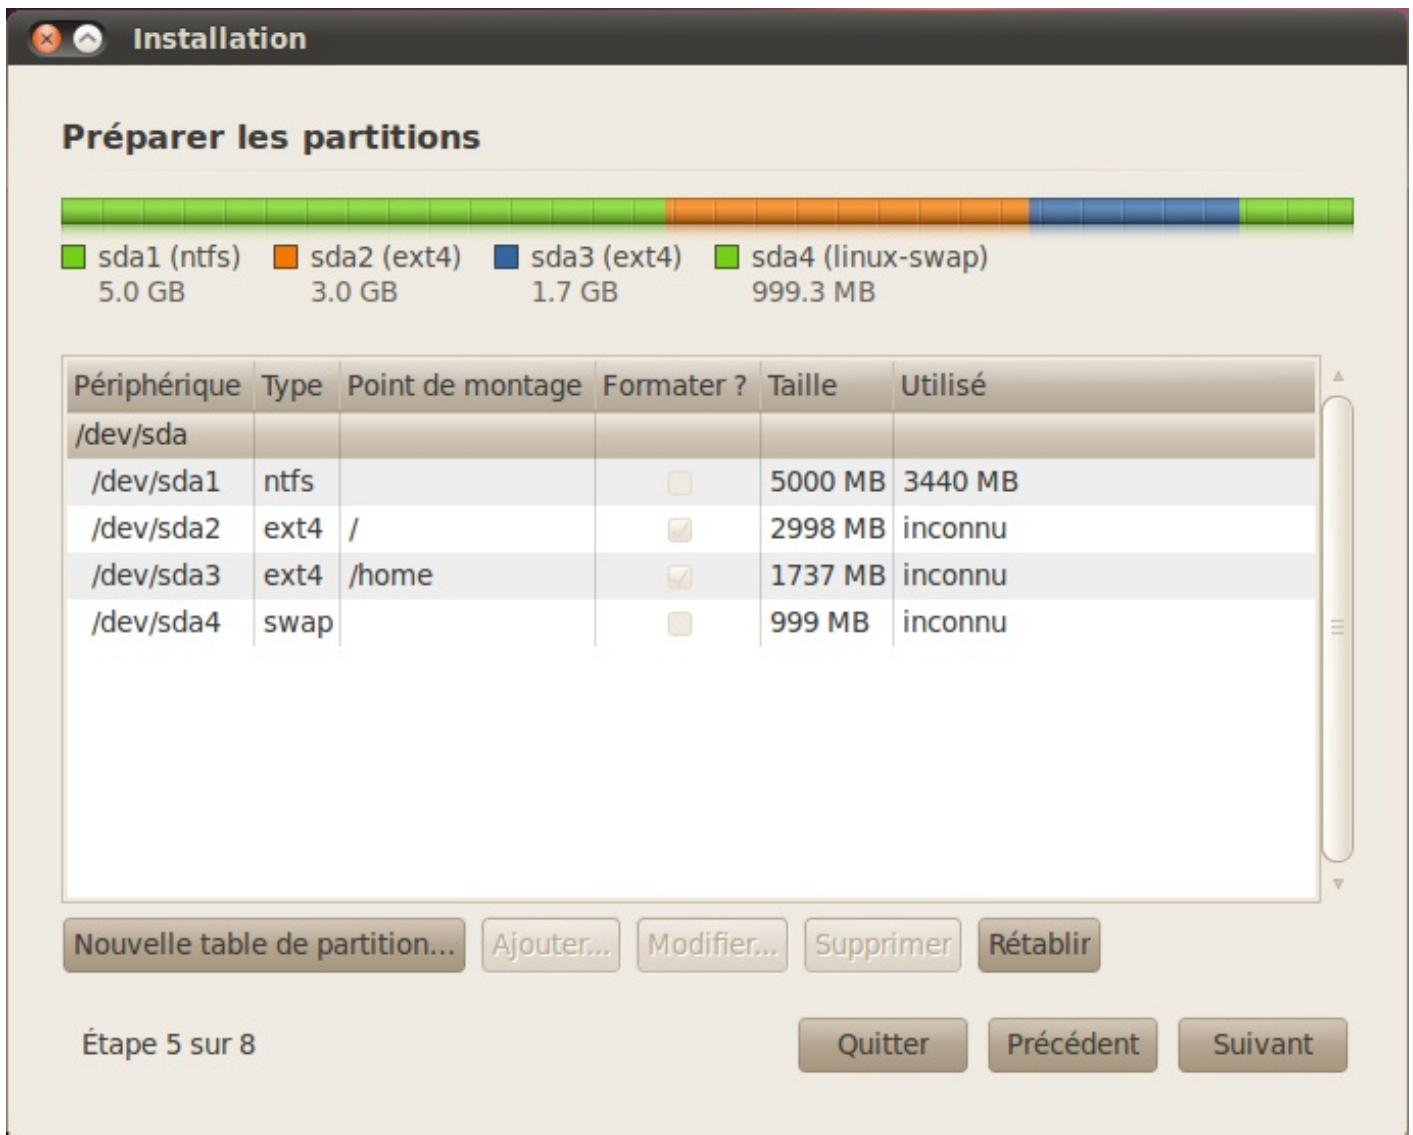 Installation
Préparer les partitions
sda1 (ntfs) sda2 (ext4) sda3 (ext4) sda4 (linux-swap)
5.0 GB 3.0 GB 1.7 GB 999.3 MB
Périphérique Type Point de montage Formater ? Taille Utilisé
/dev/sda
/dev/sda1 ntfs 5000 MB 3440 MB
/dev/sda2 ext4 / 2998 MB inconnu
/dev/sda3 ext4 /home 1737 MB inconnu
/dev/sda4 swap 999 MB inconnu
Nouvelle table de partition... Ajouter... Modifier... Supprimer Rétablir
Étape 5 sur 8 Quitter Précédent Suivant